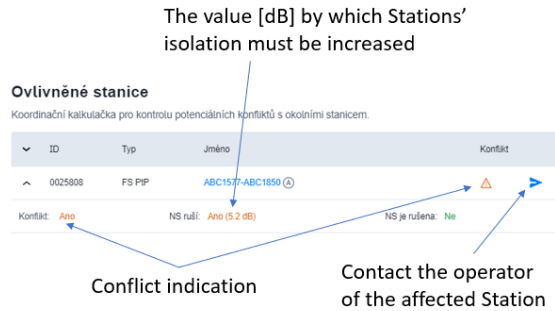 The value [dB] by which Stations'
isolation must be increased
Ovlivněné stanice
Koordinační kalkulačka pro kontrolu potenciálních konfliktů s okolními stanicem.
ID Typ Jméno Konflikt
0025808 FS PtP ABC1577-ABC1850 A
Konflikt: Ano NS ruší: Ano (5.2 dB) NS je rušena: Ne
Conflict indication
Contact the operator
of the affected Station